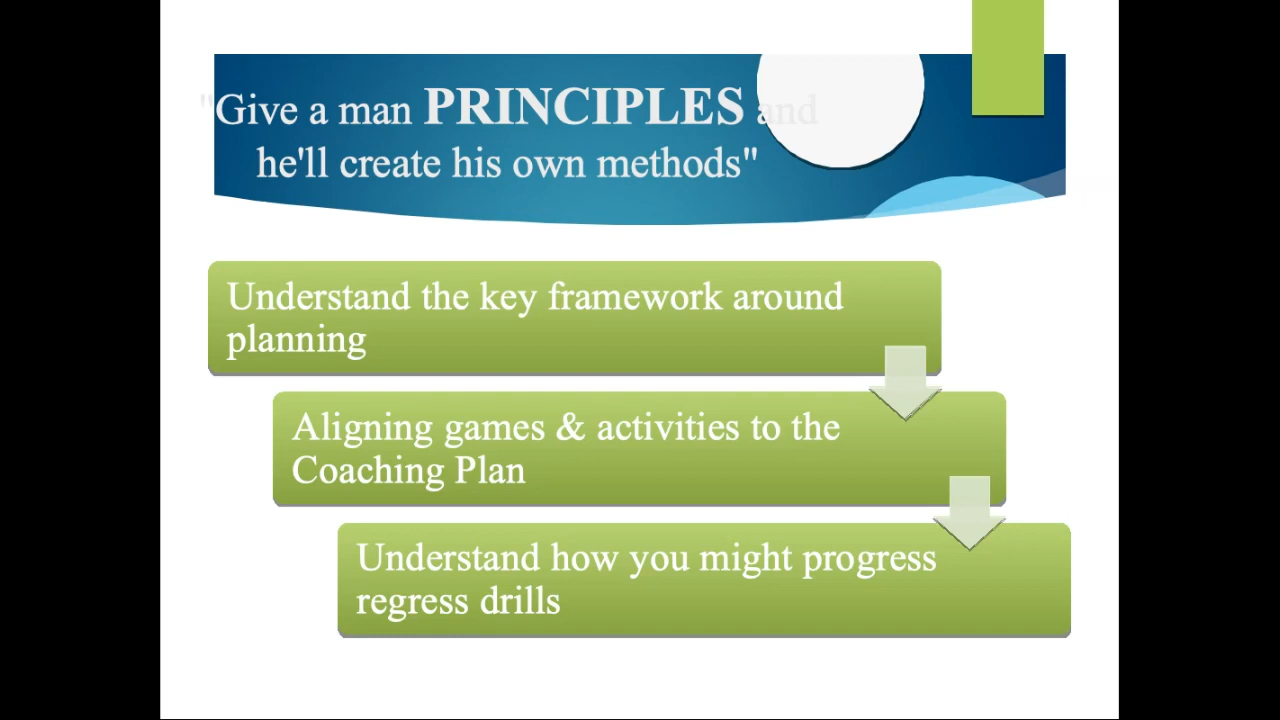 "Give a man PRINCIPLES and
he'll create his own methods"
Understand the key framework around
planning
Aligning games & activities to the
Coaching Plan
Understand how you might progress
regress drills